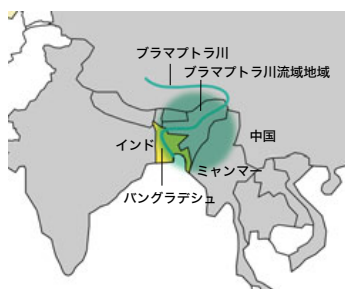 ブラマプトラ川
ブラマプトラ川流域地域
インド
中国
ミャンマー
バングラデシュ